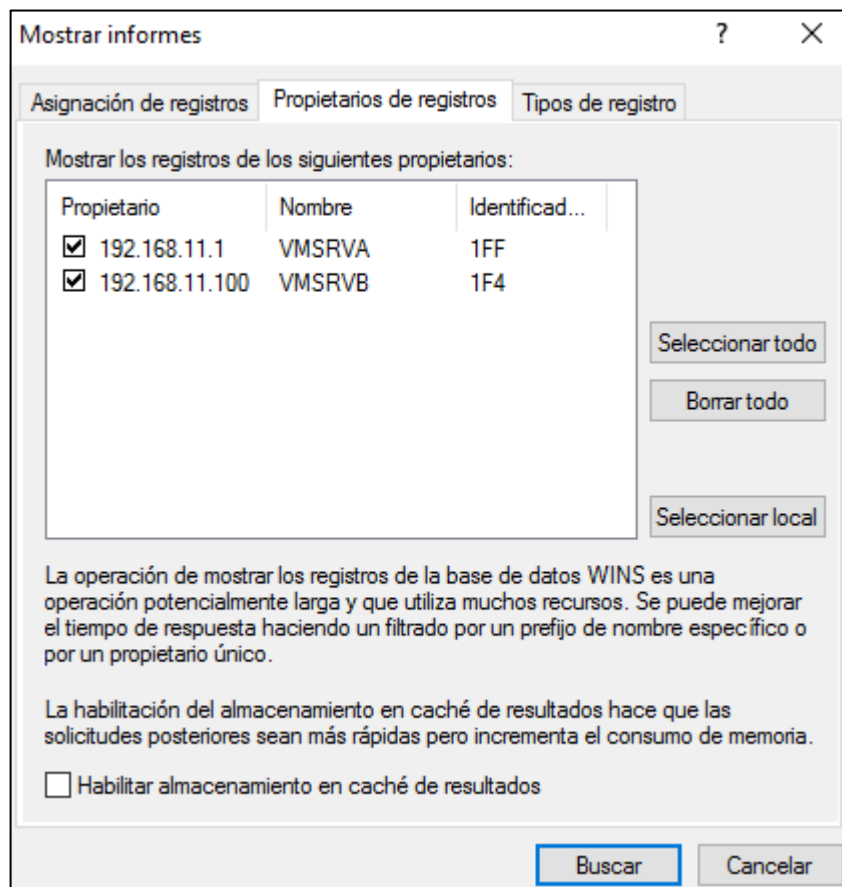 Mostrar informes ?
Asignación de registros Propietarios de registros Tipos de registro
Mostrar los registros de los siguientes propietarios:
Propietario Nombre Identificad...
192.168.11.1 VMSRVA 1FF
192.168.11.100 VMSRVB 1F4
Seleccionar todo
Borrar todo
Seleccionar local
La operación de mostrar los registros de la base de datos WINS es una
operación potencialmente larga y que utiliza muchos recursos. Se puede mejorar
el tiempo de respuesta haciendo un filtrado por un prefijo de nombre específico o
por un propietario único.
La habilitación del almacenamiento en caché de resultados hace que las
solicitudes posteriores sean más rápidas pero incrementa el consumo de memoria.
Habilitar almacenamiento en caché de resultados
Buscar Cancelar